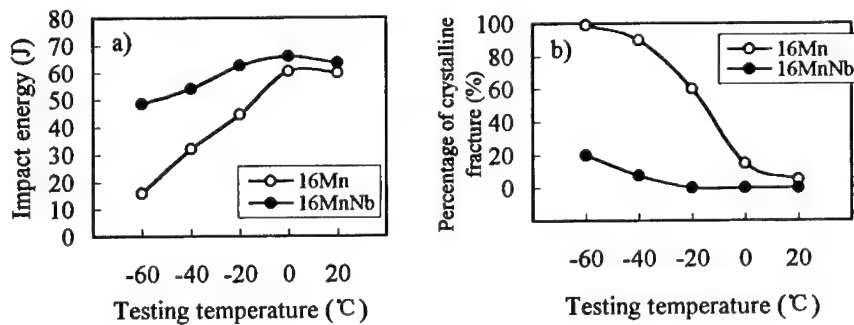 a)
Impact energy (J)
80
70
60
50
40
30
20
10
0
16Mn
16MnNb
-60 -40 -20 0 20
Testing temperature (℃)
b)
Percentage of crystalline
fracture (%)
100
80
60
40
20
0
16Mn
16MnNb
-60 -40 -20 0 20
Testing temperature (℃)